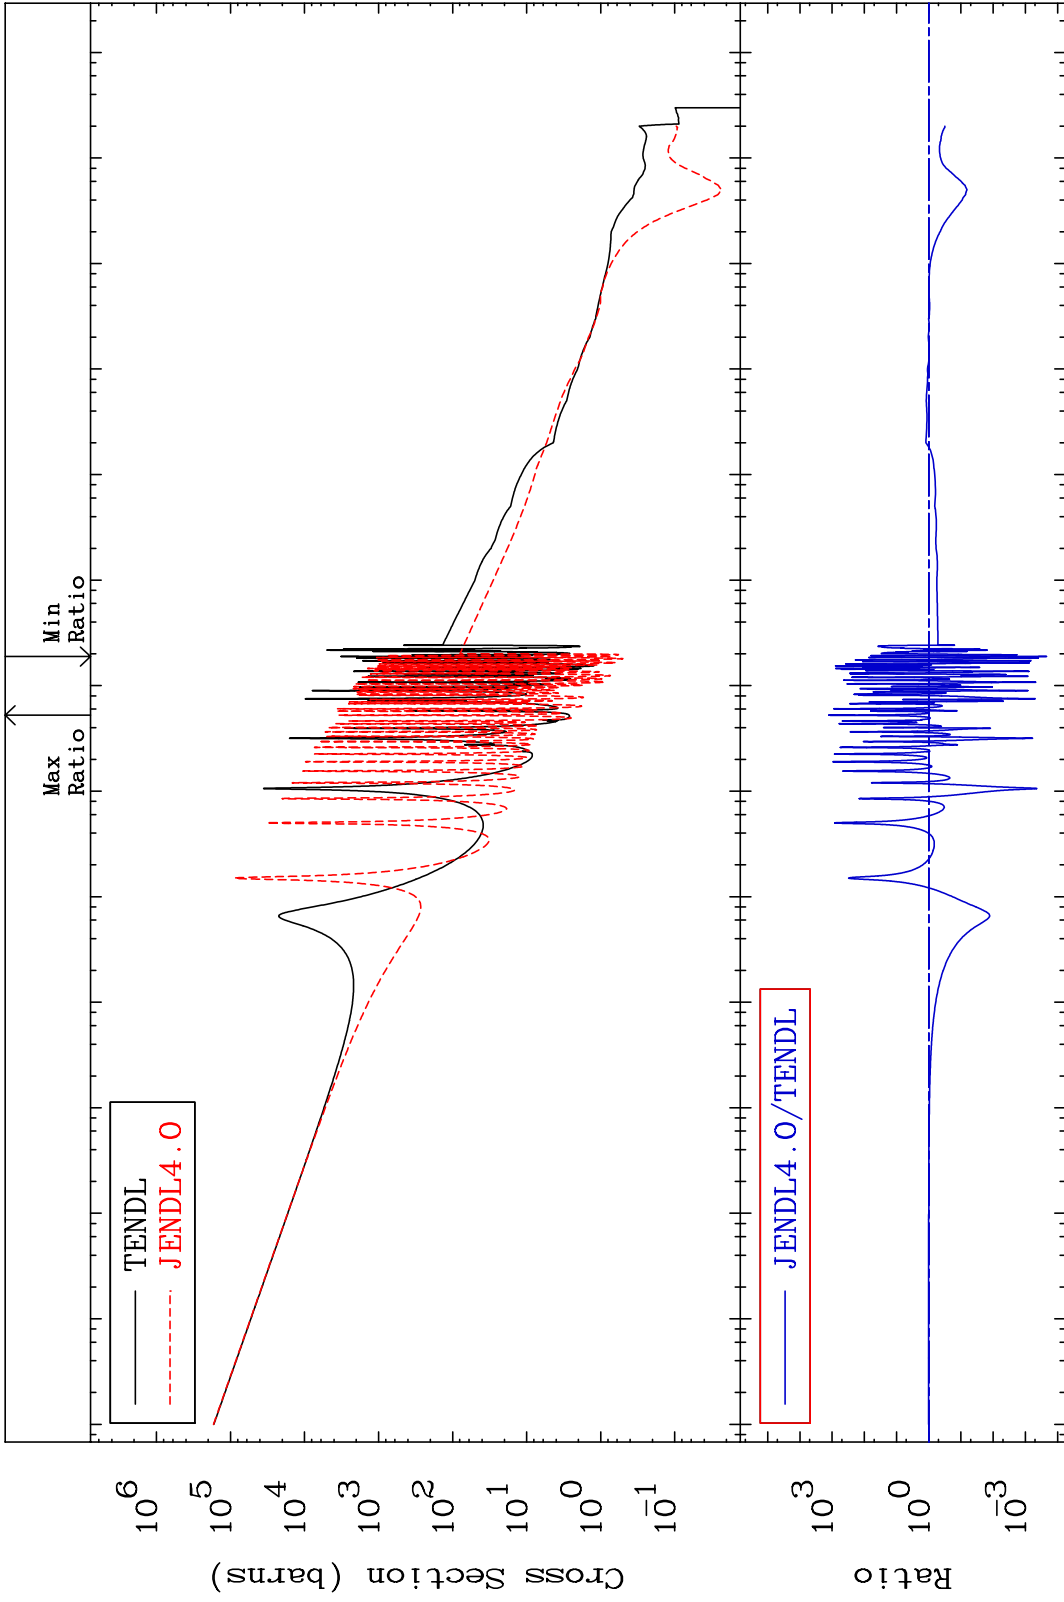 Max
Ratio
Min
Ratio
TENDL
JENDL4.0
10^6
10^5
10^4
10^3
10^2
10^1
10^0
10^-1
Cross Section (barns)
JENDL4.0/TENDL
10^3
10^0
10^-3
Ratio